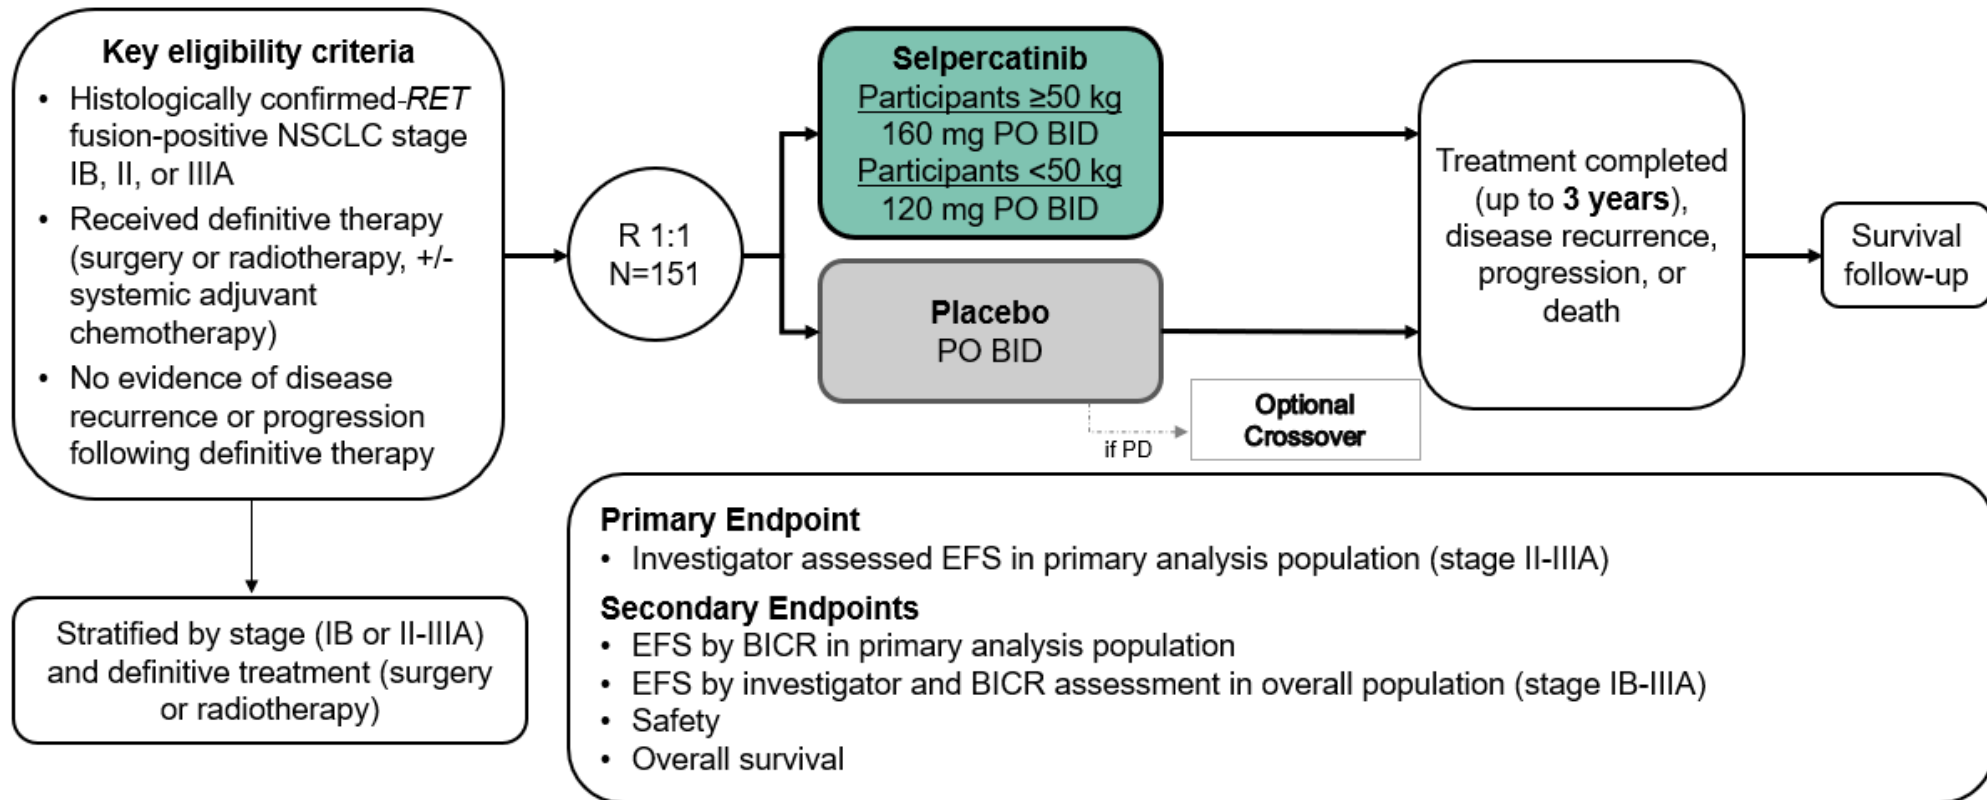 Key eligibility criteria
• Histologically confirmed-RET
fusion-positive NSCLC stage
IB, II, or IIIA
• Received definitive therapy
(surgery or radiotherapy, +/-
systemic adjuvant
chemotherapy)
• No evidence of disease
recurrence or progression
following definitive therapy
Stratified by stage (IB or II-IIIA)
and definitive treatment (surgery
or radiotherapy)
R 1:1
N=151
Selpercatinib
Participants ≥50 kg
160 mg PO BID
Participants <50 kg
120 mg PO BID
Placebo
PO BID
if PD
Optional
Crossover
Treatment completed
(up to 3 years),
disease recurrence,
progression, or
death
Survival
follow-up
Primary Endpoint
• Investigator assessed EFS in primary analysis population (stage II-IIIA)
Secondary Endpoints
• EFS by BICR in primary analysis population
• EFS by investigator and BICR assessment in overall population (stage IB-IIIA)
• Safety
• Overall survival